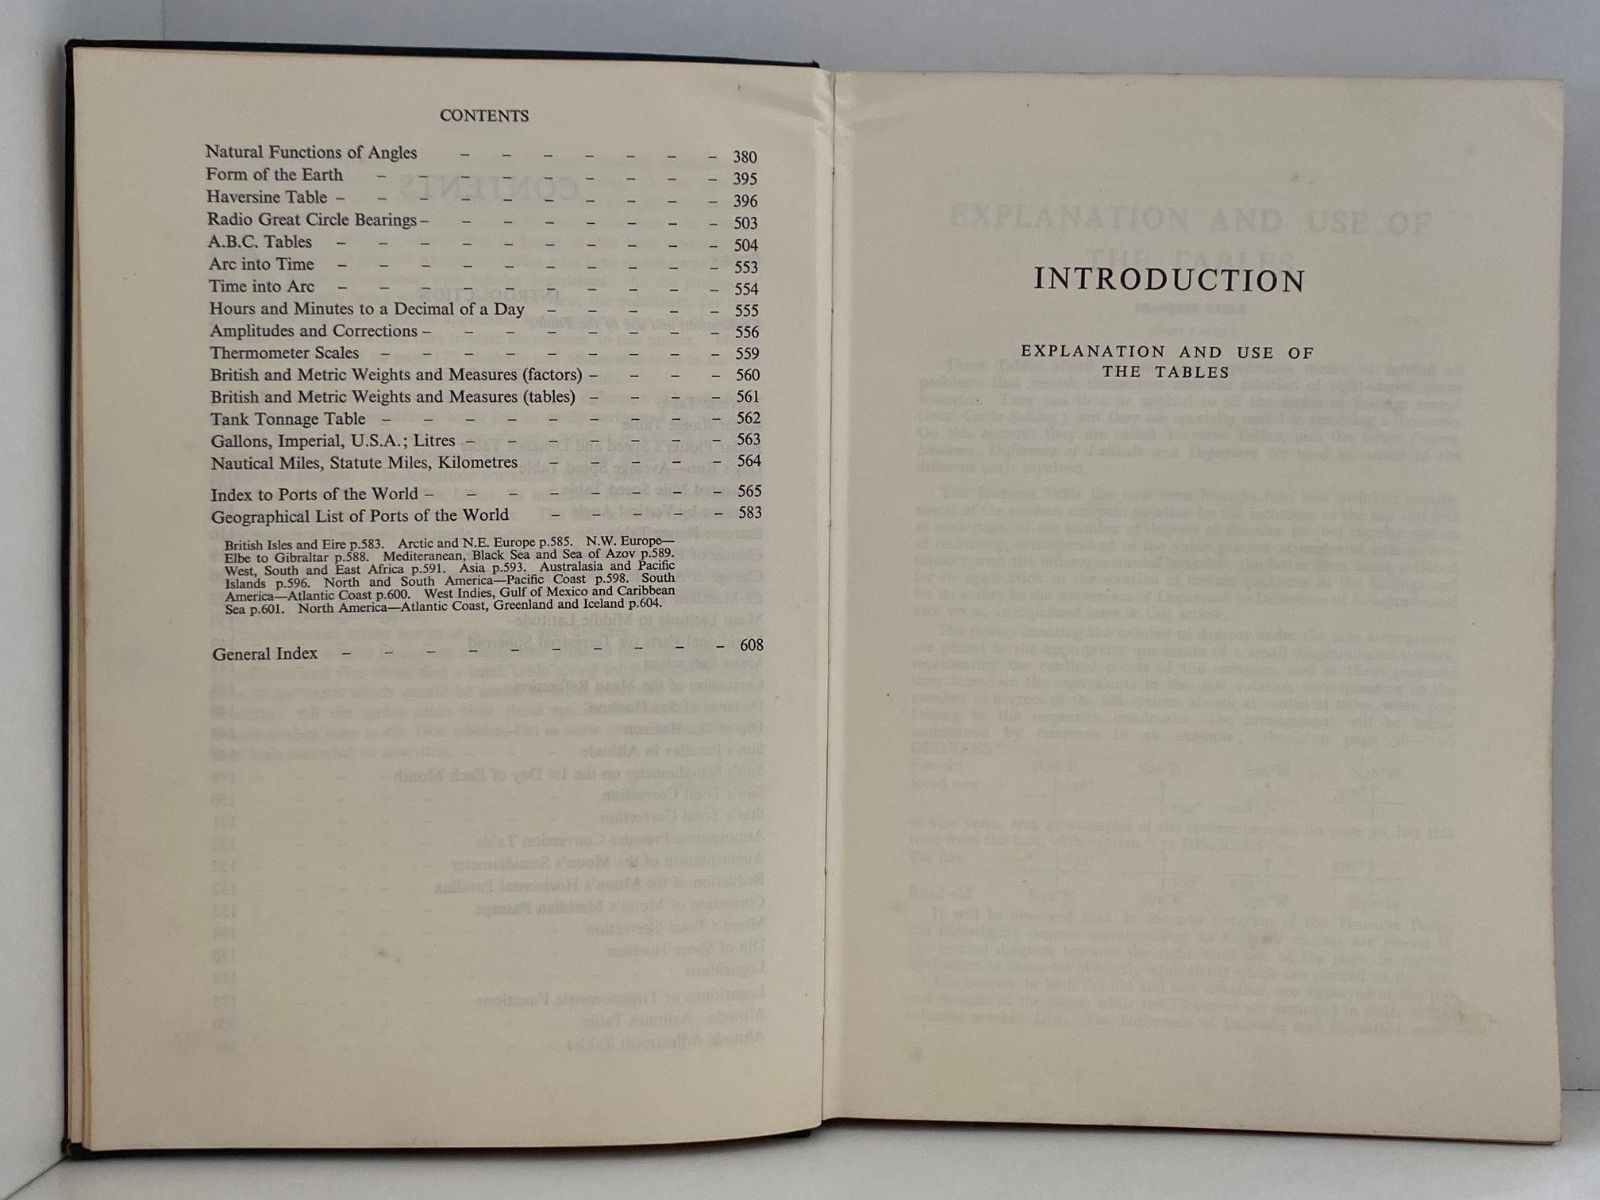 CONTENTS
Natural Functions of Angles – – – – – – – 380
Form of the Earth – – – – – – – – – 395
Haversine Table – – – – – – – – – – 396
Radio Great Circle Bearings – – – – – – – – 503
A.B.C. Tables – – – – – – – – – – 504
Arc into Time – – – – – – – – – – 553
Time into Arc – – – – – – – – – – 554
Hours and Minutes to a Decimal of a Day – – – – – 555
Amplitudes and Corrections – – – – – – – – 556
Thermometer Scales – – – – – – – – – 559
British and Metric Weights and Measures (factors) – – – – 560
British and Metric Weights and Measures (tables) – – – – 561
Tank Tonnage Table – – – – – – – – – 562
Gallons, Imperial, U.S.A.; Litres – – – – – – – 563
Nautical Miles, Statute Miles, Kilometres – – – – – 564
Index to Ports of the World – – – – – – – – 565
Geographical List of Ports of the World – – – – – 583
British Isles and Eire p.583. Arctic and N.E. Europe p.585. N.W. Europe—
Elbe to Gibraltar p.588. Mediteranean, Black Sea and Sea of Azov p.589.
West, South and East Africa p.591. Asia p.593. Australasia and Pacific
Islands p.596. North and South America—Pacific Coast p.598. South
America—Atlantic Coast p.600. West Indies, Gulf of Mexico and Caribbean
Sea p.601. North America—Atlantic Coast, Greenland and Iceland p.604.
General Index – – – – – – – – – – 608
INTRODUCTION
EXPLANATION AND USE OF
THE TABLES